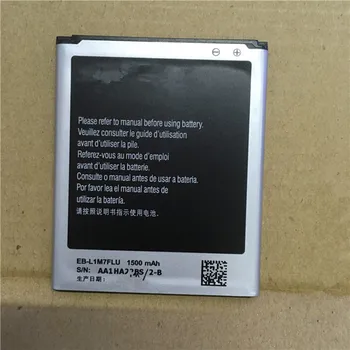 Please refer to manual before using battery.
Veuillez consulter le guide d'utilisation
avant d'utiliser la pile.
Referez-vous au mode d'emploi
avant d'utiliser la batterie.
Consulte o manual antes de usar a bateria.
Por favor lea el manual antes de
utilizar la batería.
请按照说明书指示使用电池.
EB-L1M7FLU 1500 mAh
S/N: AA1HA22BS/2-B
生产日期: